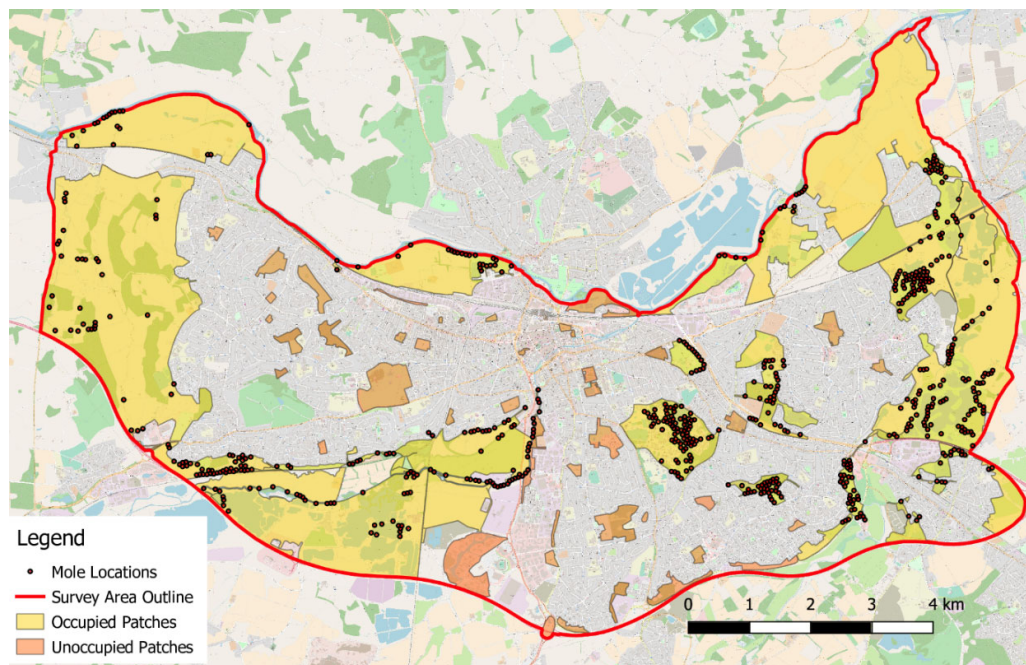 Legend
Mole Locations
Survey Area Outline
Occupied Patches
Unoccupied Patches
0 1 2 3 4 km